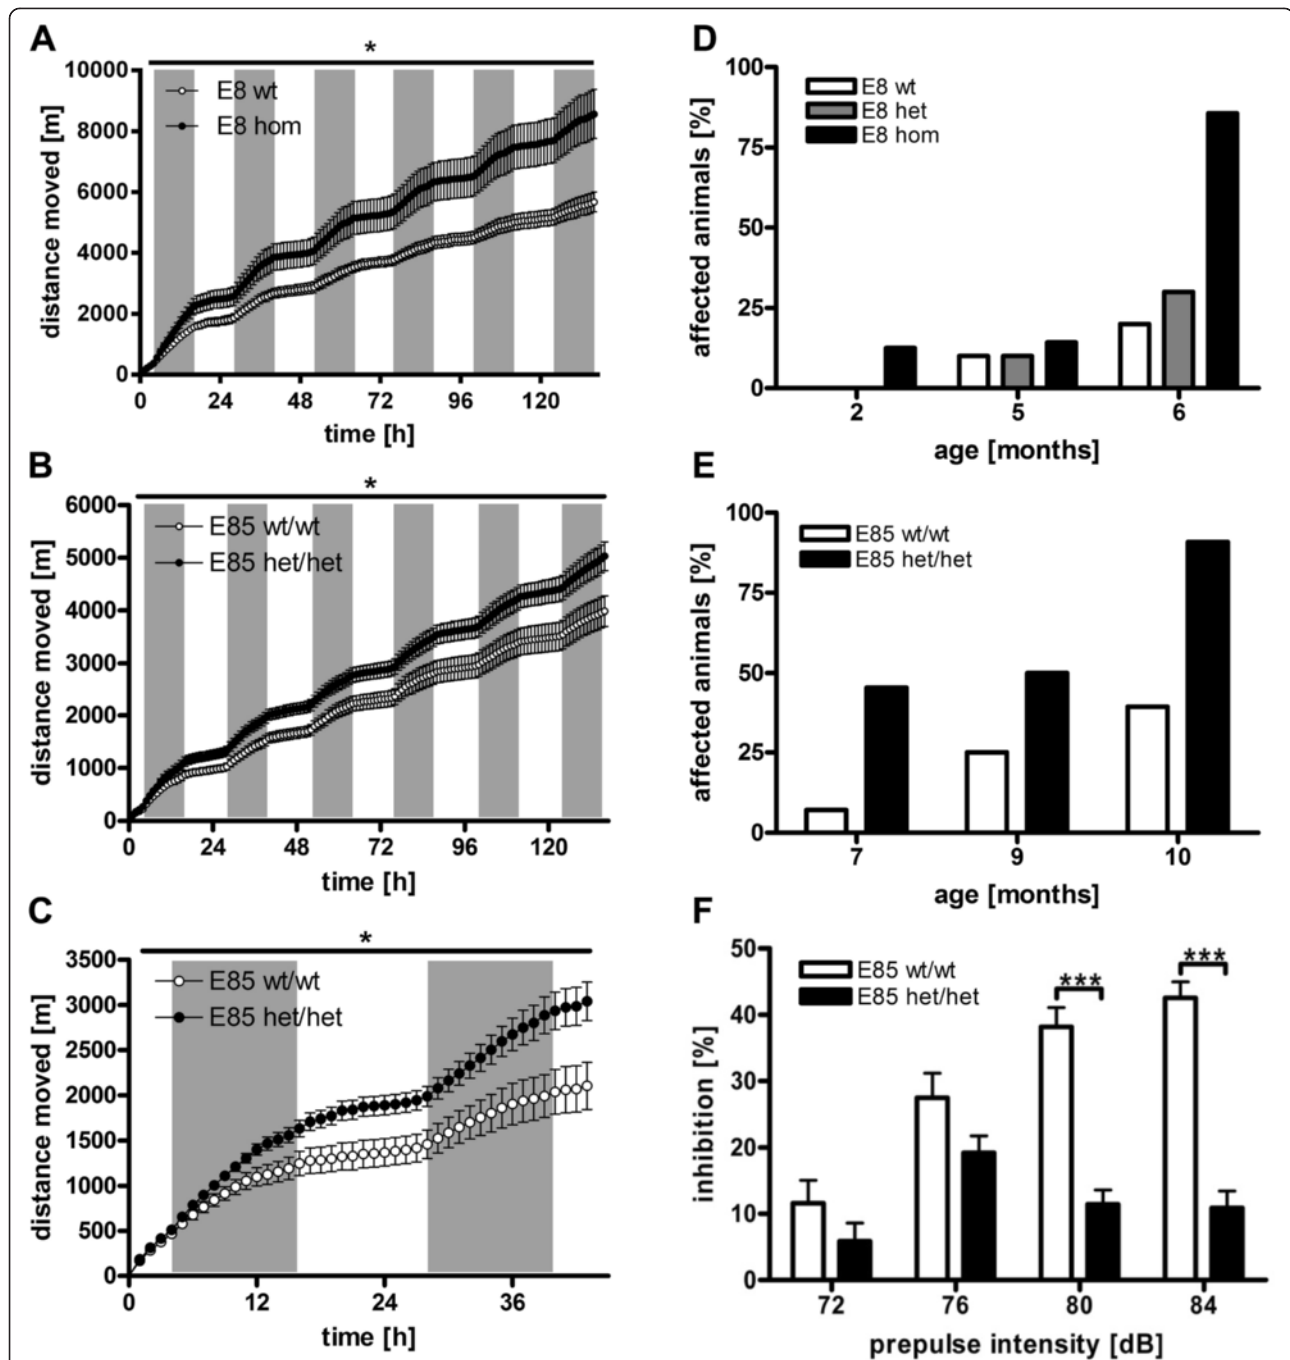 A
*
distance moved [m]
10000
8000
6000
4000
2000
0
E8 wt
E8 hom
0 24 48 72 96 120
time [h]
B
*
distance moved [m]
6000
5000
4000
3000
2000
1000
0
E85 wt/wt
E85 het/het
0 24 48 72 96 120
time [h]
C
*
distance moved [m]
3500
3000
2500
2000
1500
1000
500
0
E85 wt/wt
E85 het/het
0 12 24 36
time [h]
D
affected animals [%]
100
75
50
25
0
E8 wt
E8 het
E8 hom
2 5 6
age [months]
E
affected animals [%]
100
75
50
25
0
E85 wt/wt
E85 het/het
7 9 10
age [months]
F
inhibition [%]
50
40
30
20
10
0
E85 wt/wt
E85 het/het
*** ***
72 76 80 84
prepulse intensity [dB]